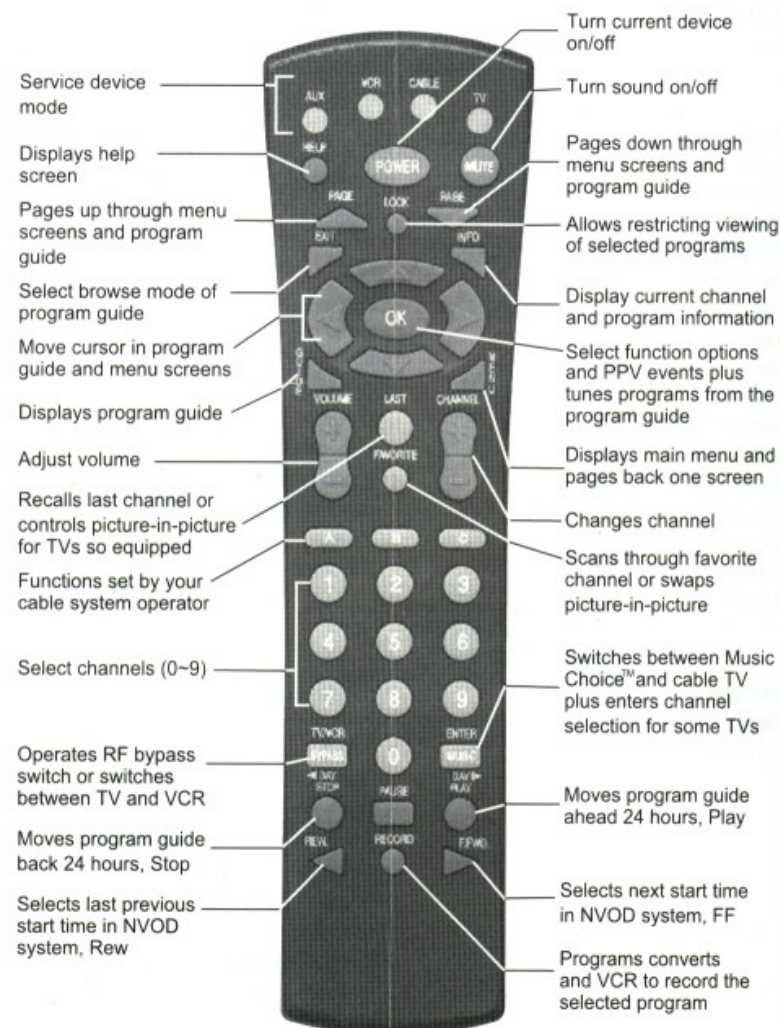 Turn current device
on/off
Service device
mode
AUX
VCR
CABLE
TV
Turn sound on/off
HELP
POWER
MUTE
Displays help
screen
Pages down through
menu screens and
program guide
PAGE
LOCK
PAGE
Pages up through menu
screens and program
guide
Allows restricting viewing
of selected programs
EXIT
INFO
Select browse mode of
program guide
Display current channel
and program information
OK
Move cursor in program
guide and menu screens
Select function options
and PPV events plus
tunes programs from the
program guide
GUIDE
MENU
Displays program guide
VOLUME
LAST
CHANNEL
Displays main menu and
pages back one screen
Adjust volume
FAVORITE
Recalls last channel or
controls picture-in-picture
for TVs so equipped
Changes channel
Scans through favorite
channel or swaps
picture-in-picture
A B C
Functions set by your
cable system operator
1 2 3
4 5 6
Select channels (0~9)
7 8 9
Switches between Music
Choice™ and cable TV
plus enters channel
selection for some TVs
TV/VCR
ENTER
BYPASS
0
MUSIC
Operates RF bypass
switch or switches
between TV and VCR
◄DAY
DAY►
STOP
PAUSE
PLAY
Moves program guide
ahead 24 hours, Play
Moves program guide
back 24 hours, Stop
REW.
RECORD
F.FWD.
Selects last previous
start time in NVOD
system, Rew
Selects next start time
in NVOD system, FF
Programs converts
and VCR to record the
selected program